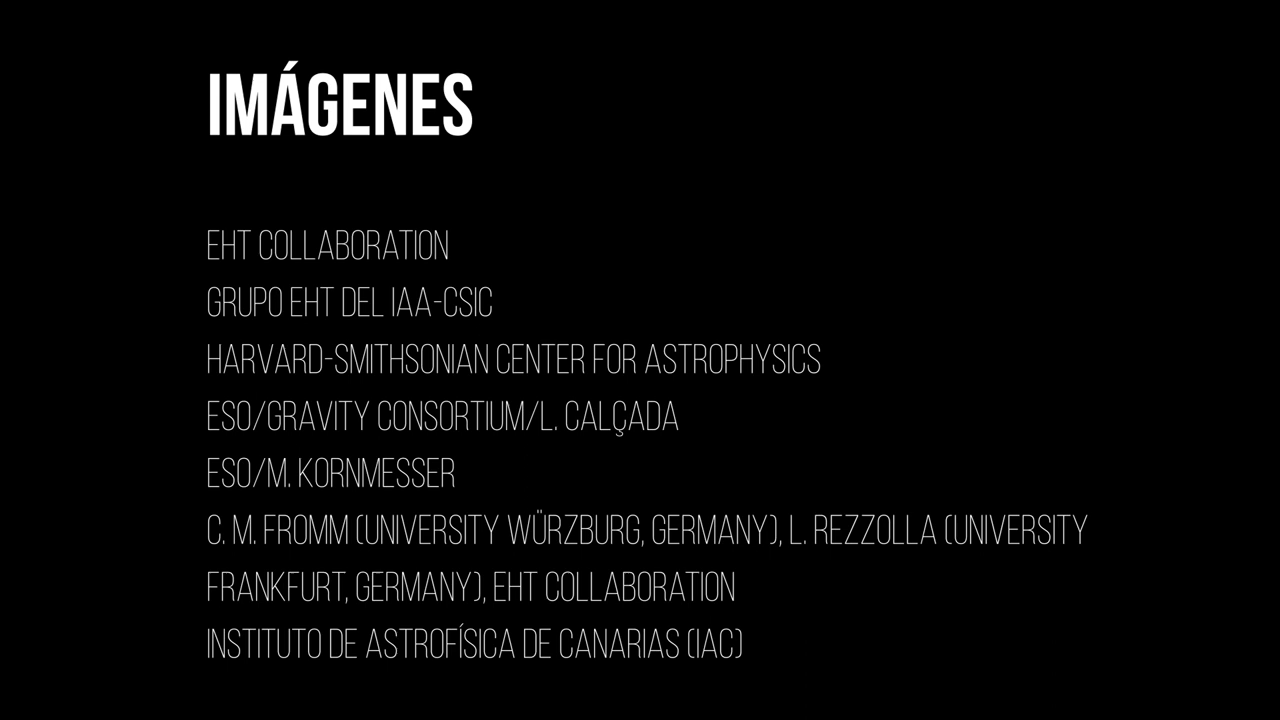 IMÁGENES
EHT COLLABORATION
GRUPO EHT DEL IAA-CSIC
HARVARD-SMITHSONIAN CENTER FOR ASTROPHYSICS
ESO/GRAVITY CONSORTIUM/L. CALÇADA
ESO/M. KORNMESSER
C. M. FROMM (UNIVERSITY WÜRZBURG, GERMANY), L. REZZOLLA (UNIVERSITY
FRANKFURT, GERMANY), EHT COLLABORATION
INSTITUTO DE ASTROFÍSICA DE CANARIAS (IAC)